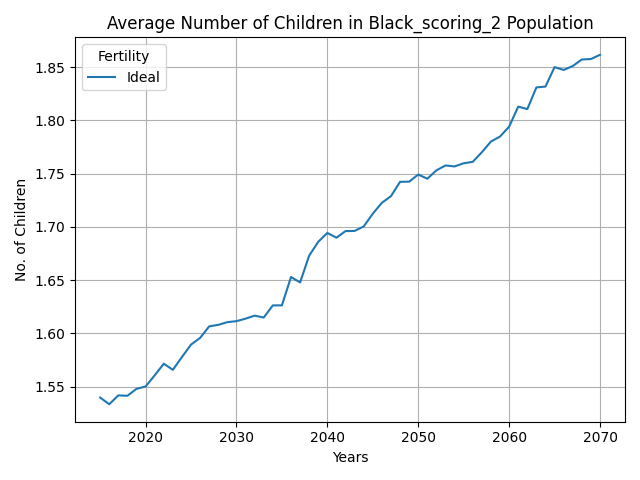 Average Number of Children in Black_scoring_2 Population
Fertility
Ideal
No. of Children
1.85
1.80
1.75
1.70
1.65
1.60
1.55
2020 2030 2040 2050 2060 2070
Years